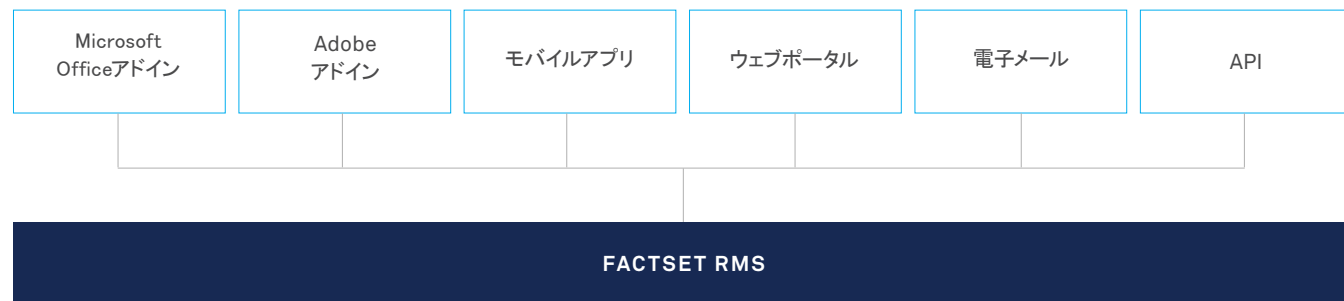 Microsoft
Officeアドイン
Adobe
アドイン
モバイルアプリ
ウェブポータル
電子メール
API
FACTSET RMS